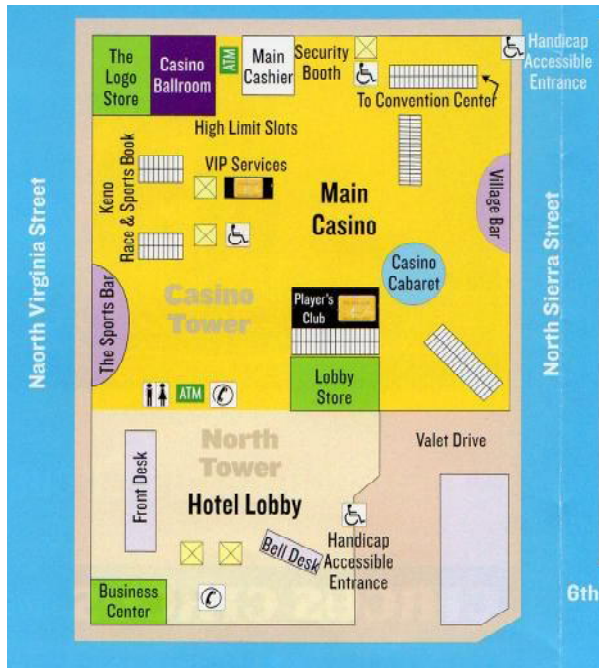 The
Logo
Store
Casino
Ballroom
ATM
Main
Cashier
Security
Booth
Handicap
Accessible
Entrance
To Convention Center
High Limit Slots
Keno
Race & Sports Book
VIP Services
Main
Casino
Village Bar
Naorth Virginia Street
North Sierra Street
Casino
Cabaret
Casino
Tower
Player's
Club
The Sports Bar
Lobby
Store
ATM
North
Tower
Valet Drive
Front Desk
Hotel Lobby
Bell Desk
Handicap
Accessible
Entrance
Business
Center
6th